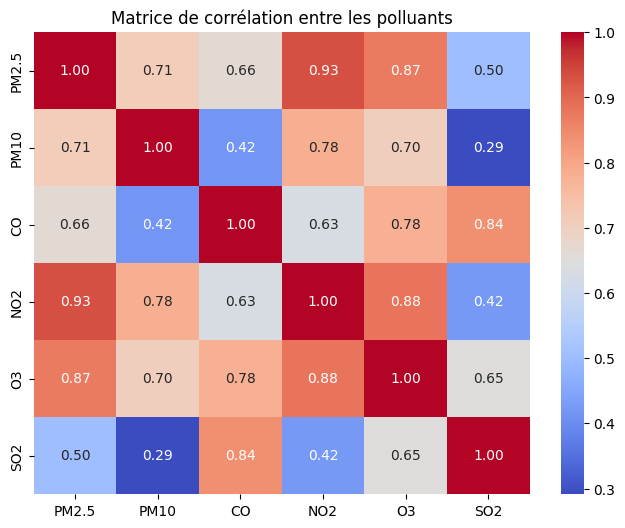 Matrice de corrélation entre les polluants
PM2.5 1.00 0.71 0.66 0.93 0.87 0.50
PM10 0.71 1.00 0.42 0.78 0.70 0.29
CO 0.66 0.42 1.00 0.63 0.78 0.84
NO2 0.93 0.78 0.63 1.00 0.88 0.42
O3 0.87 0.70 0.78 0.88 1.00 0.65
SO2 0.50 0.29 0.84 0.42 0.65 1.00
PM2.5 PM10 CO NO2 O3 SO2
1.0
0.9
0.8
0.7
0.6
0.5
0.4
0.3